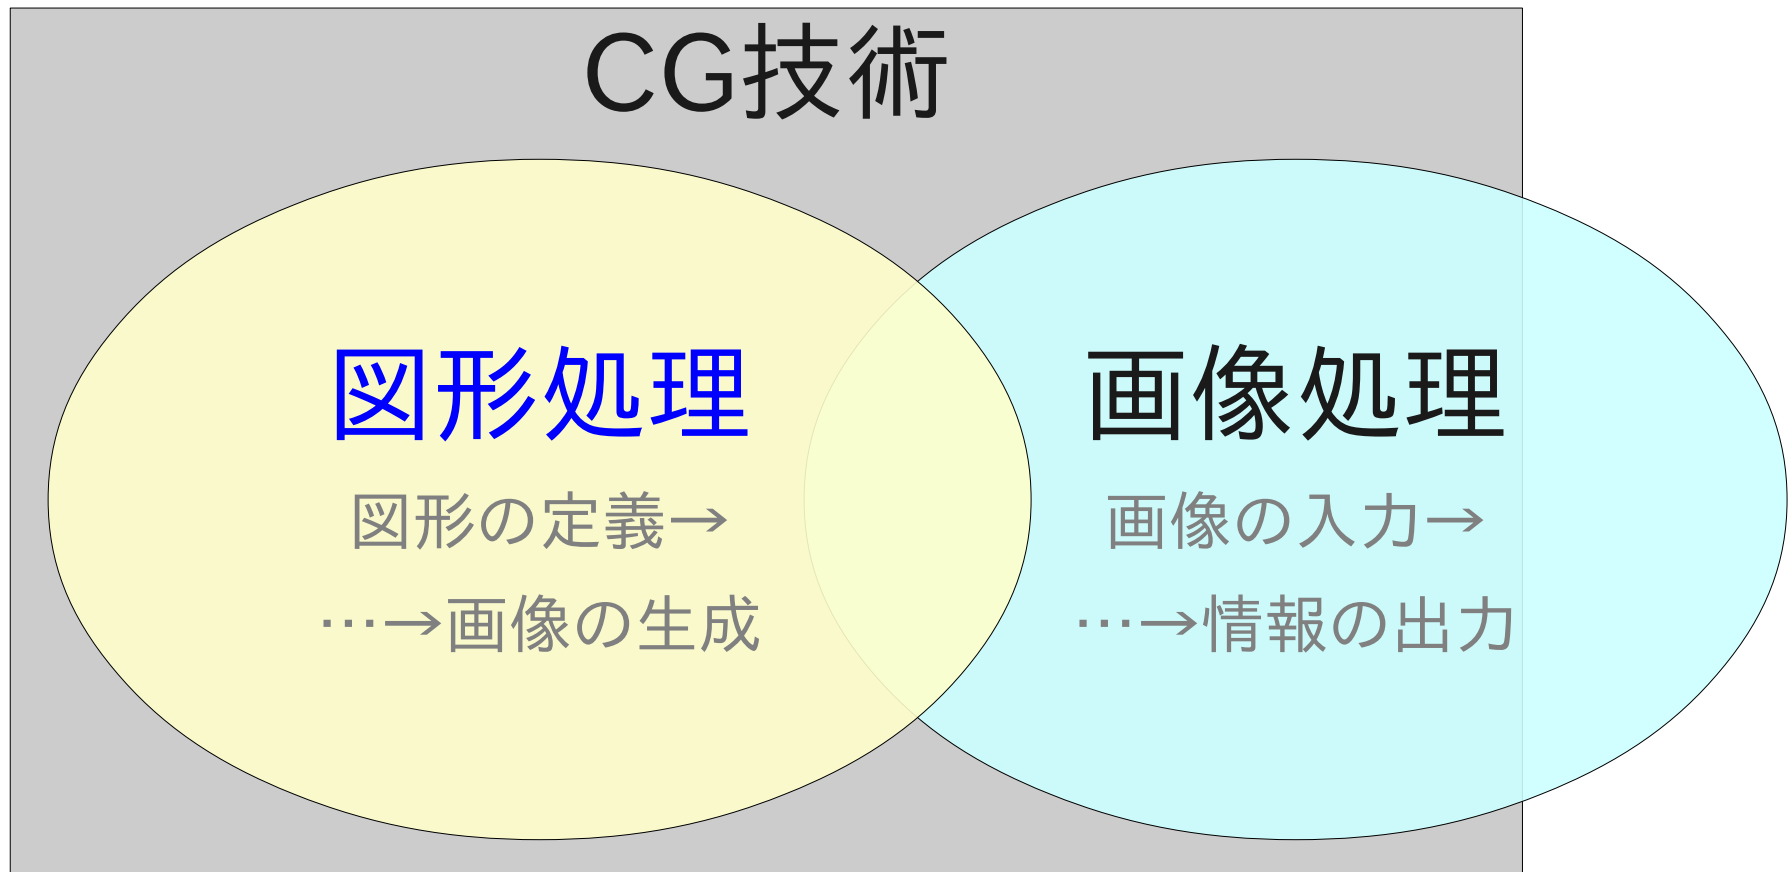 CG技術
図形処理
図形の定義→
…→画像の生成
画像処理
画像の入力→
…→情報の出力